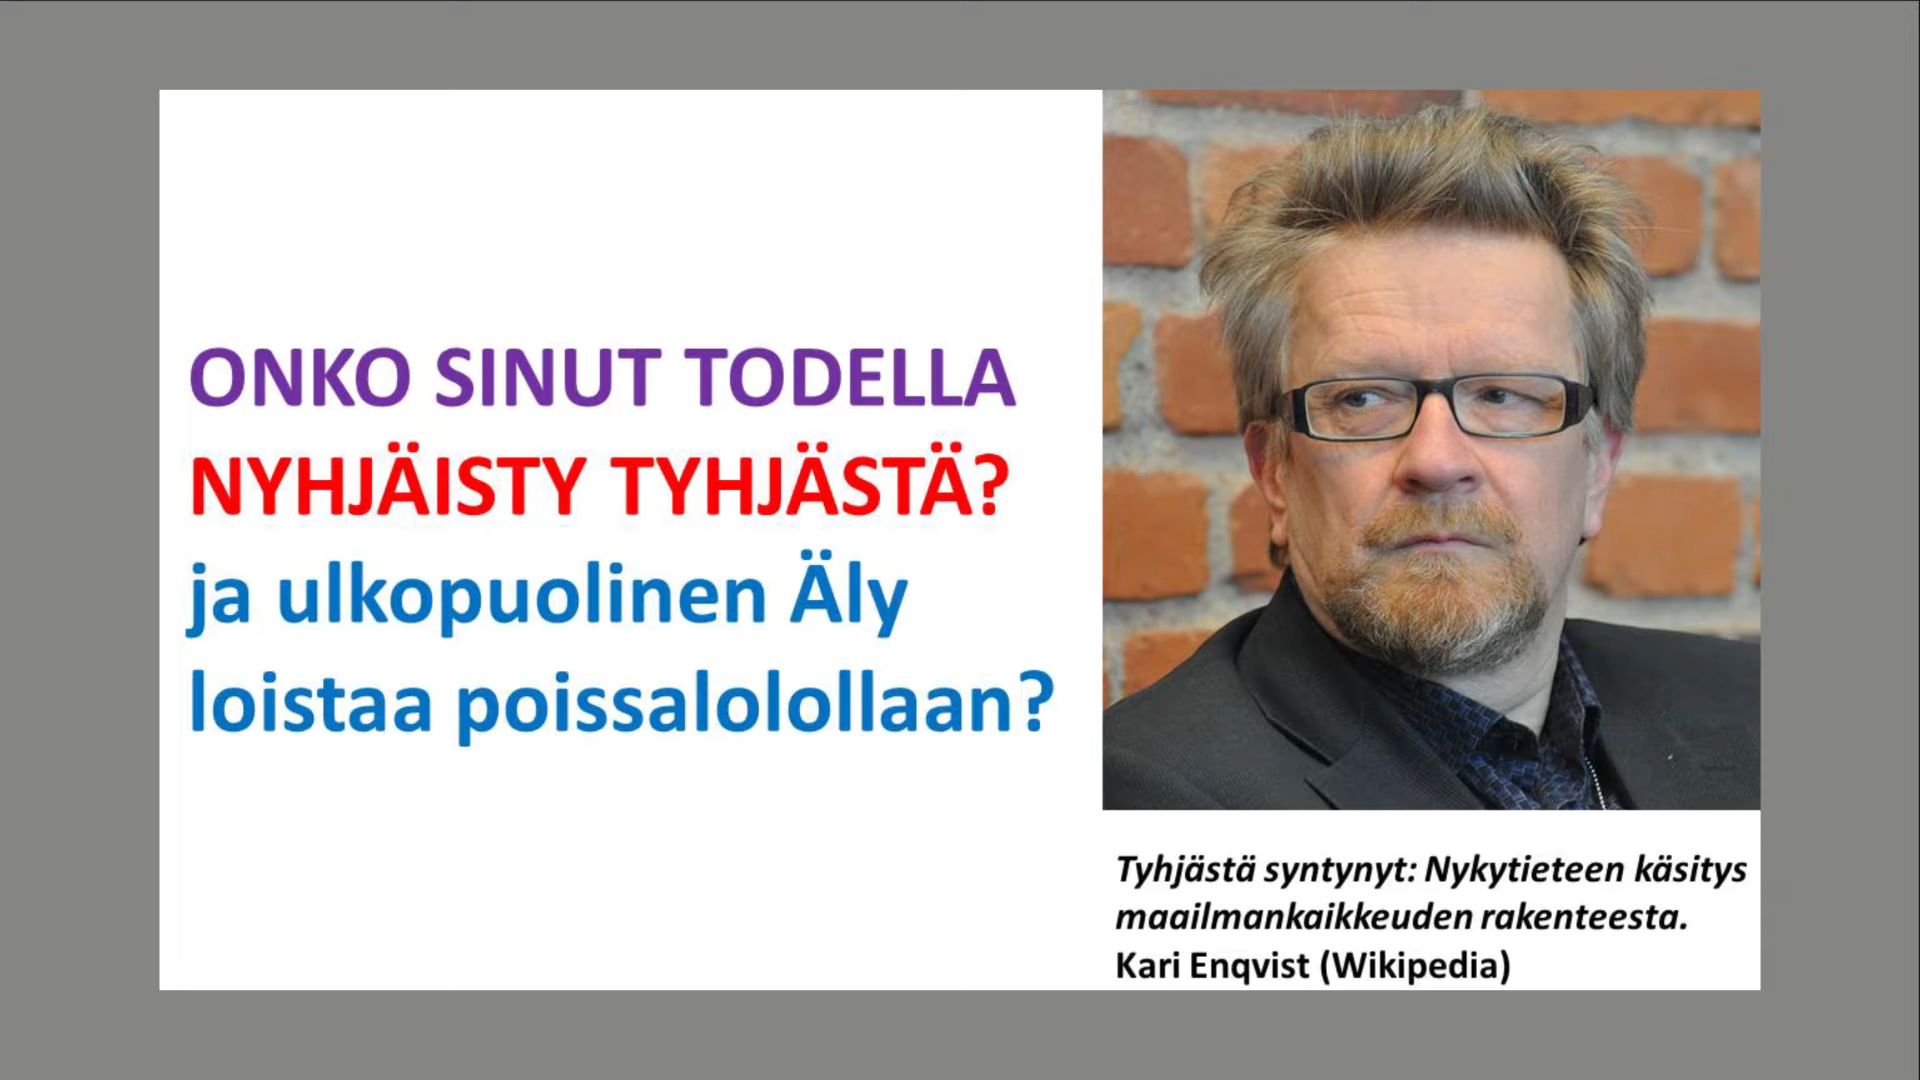 ONKO SINUT TODELLA
NYHJÄISTY TYHJÄSTÄ?
ja ulkopuolinen Äly
loistaa poissalolollaan?
Tyhjästä syntynyt: Nykytieteen käsitys
maailmankaikkeuden rakenteesta.
Kari Enqvist (Wikipedia)